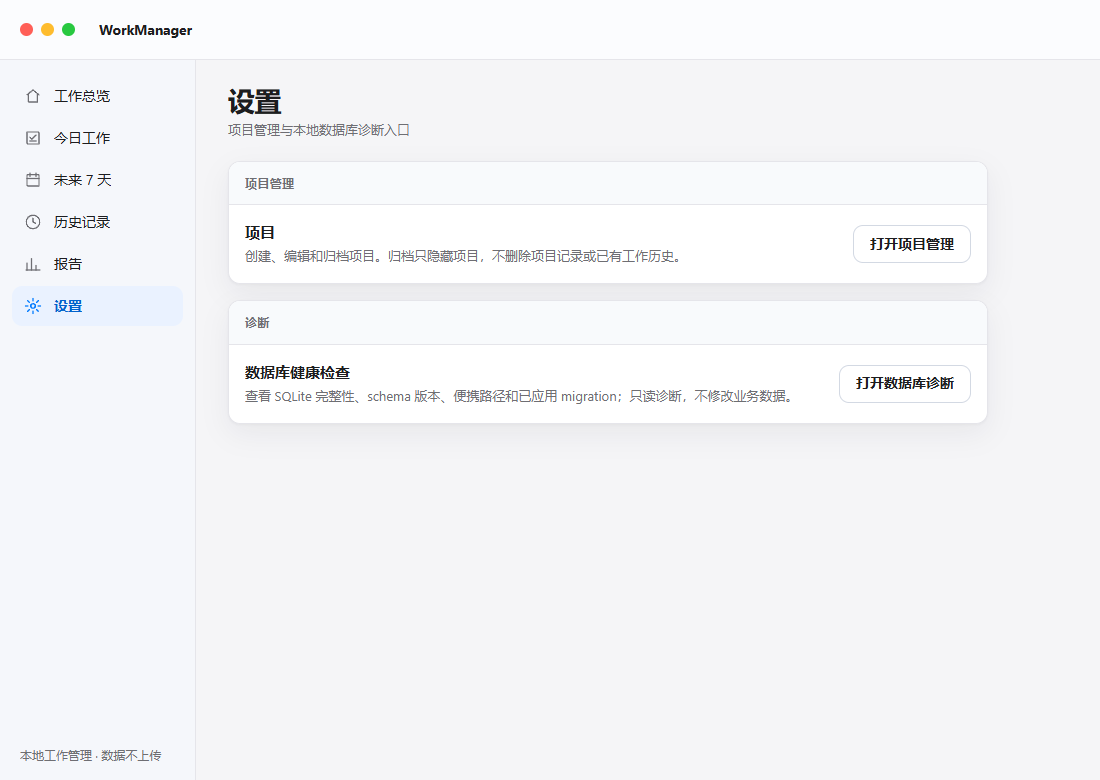 WorkManager
工作总览
今日工作
未来 7 天
历史记录
报告
设置
本地工作管理 · 数据不上传
设置
项目管理与本地数据库诊断入口
项目管理
项目
创建、编辑和归档项目。归档只隐藏项目，不删除项目记录或已有工作历史。
打开项目管理
诊断
数据库健康检查
查看 SQLite 完整性、schema 版本、便携路径和已应用 migration；只读诊断，不修改业务数据。
打开数据库诊断